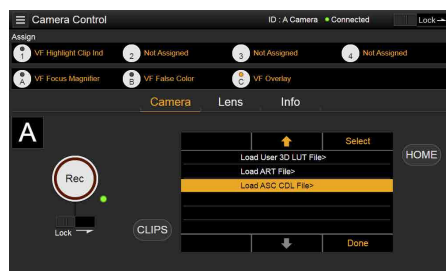 Camera Control
ID : A Camera
Connected
Lock
Assign
1 VF Highlight Clip Ind
2 Not Assigned
3 Not Assigned
4 Not Assigned
A VF Focus Magnifier
B VF False Color
C VF Overlay
Camera Lens Info
A
Select
Load User 3D LUT File>
Load ART File>
Load ASC CDL File>
HOME
Rec
Lock
CLIPS
Done